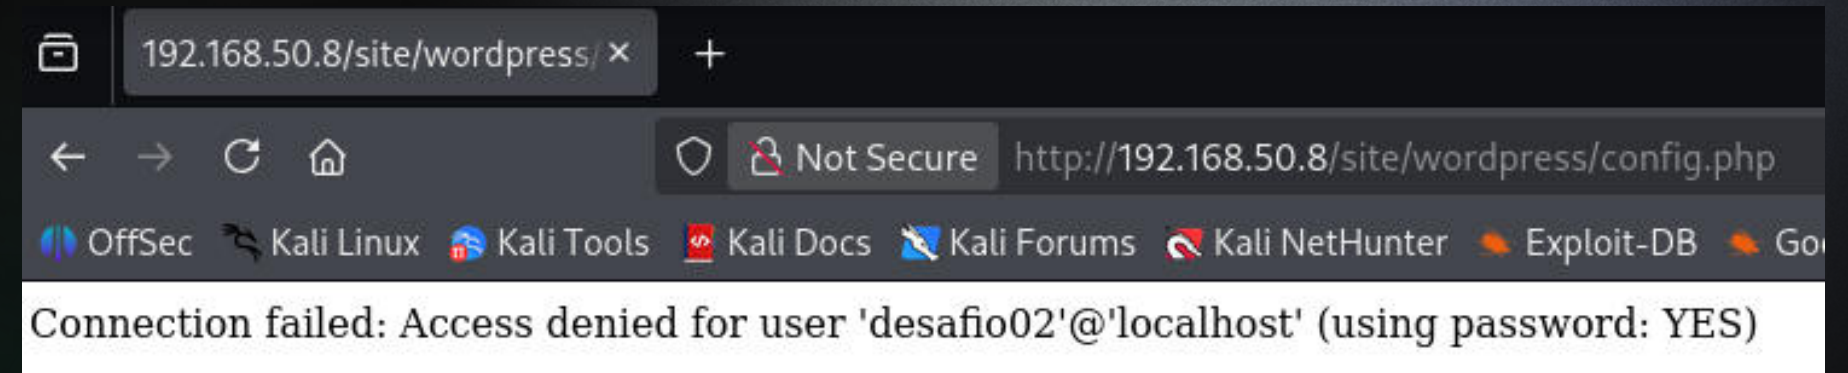 192.168.50.8/site/wordpress/
Not Secure http://192.168.50.8/site/wordpress/config.php
OffSec Kali Linux Kali Tools Kali Docs Kali Forums Kali NetHunter Exploit-DB
Connection failed: Access denied for user 'desafio02'@'localhost' (using password: YES)